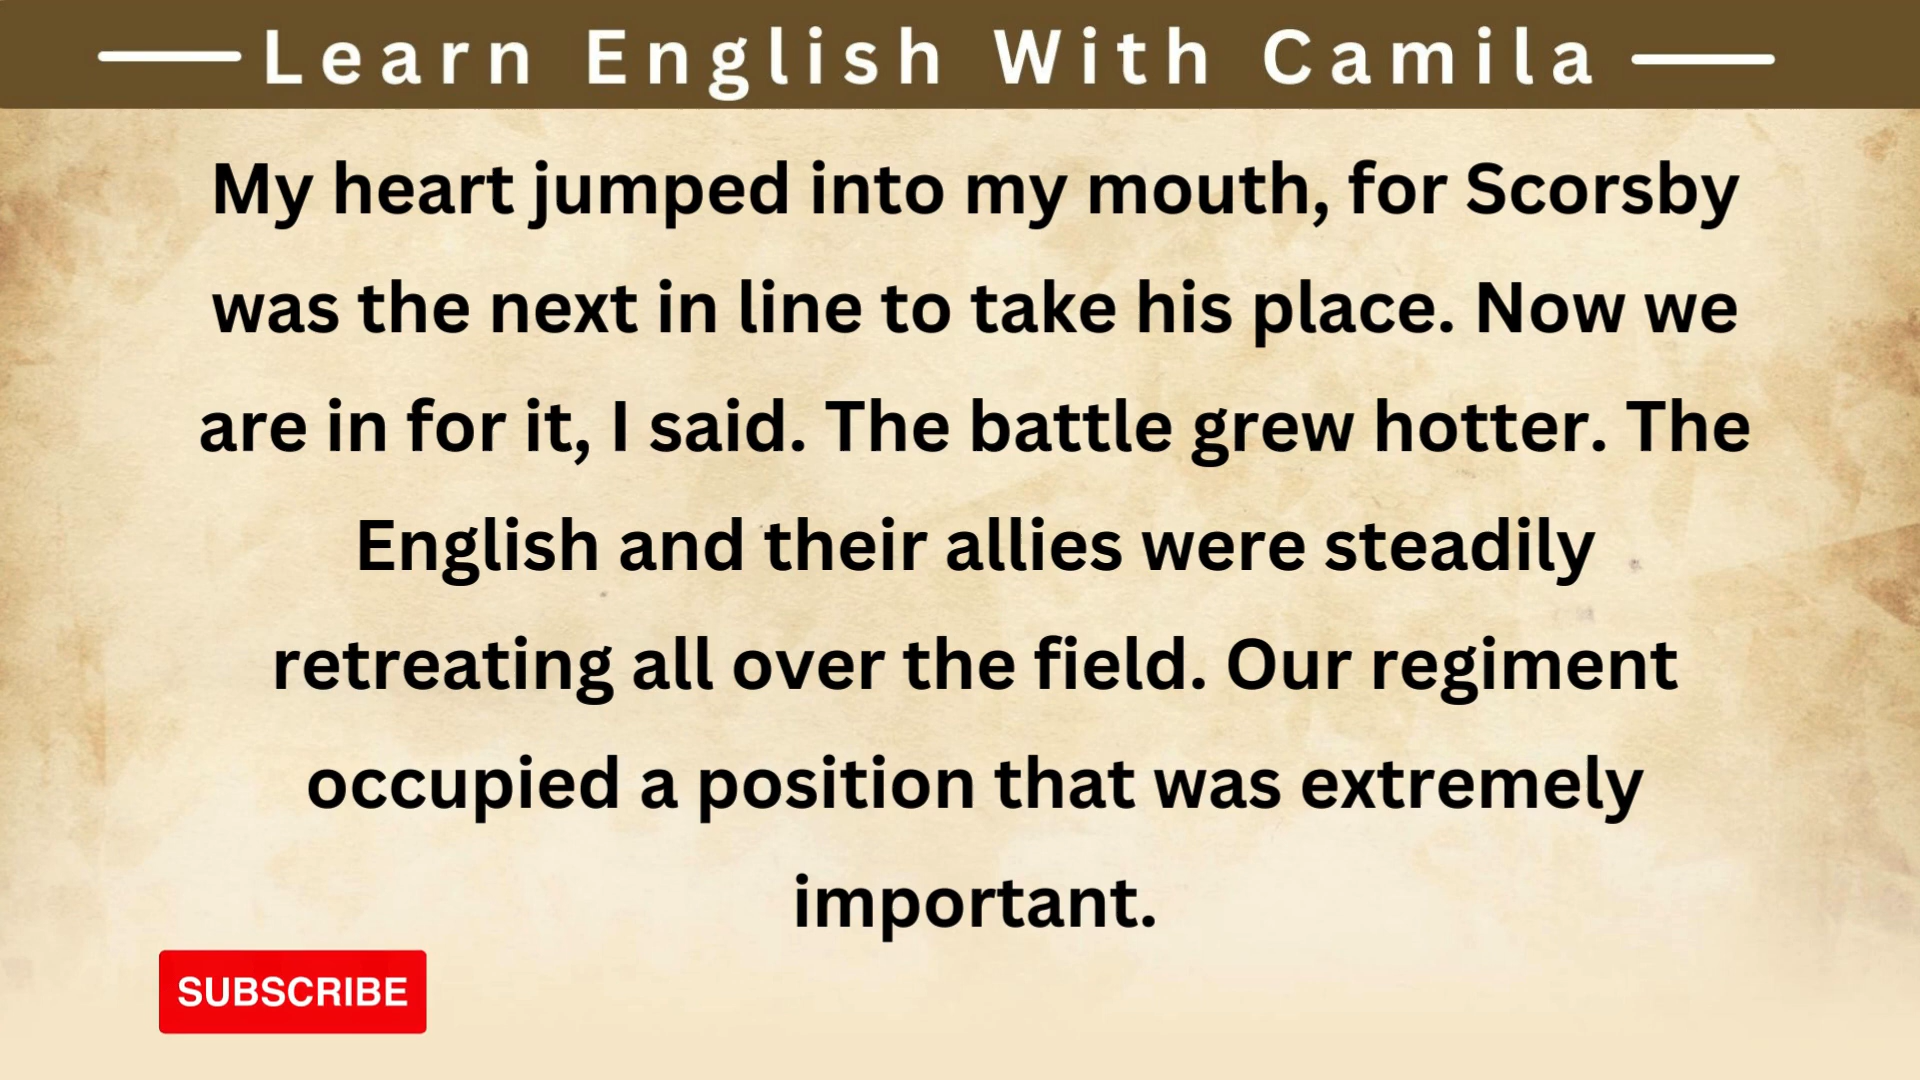 Learn English With Camila
My heart jumped into my mouth, for Scorsby
was the next in line to take his place. Now we
are in for it, I said. The battle grew hotter. The
English and their allies were steadily
retreating all over the field. Our regiment
occupied a position that was extremely
important.
SUBSCRIBE